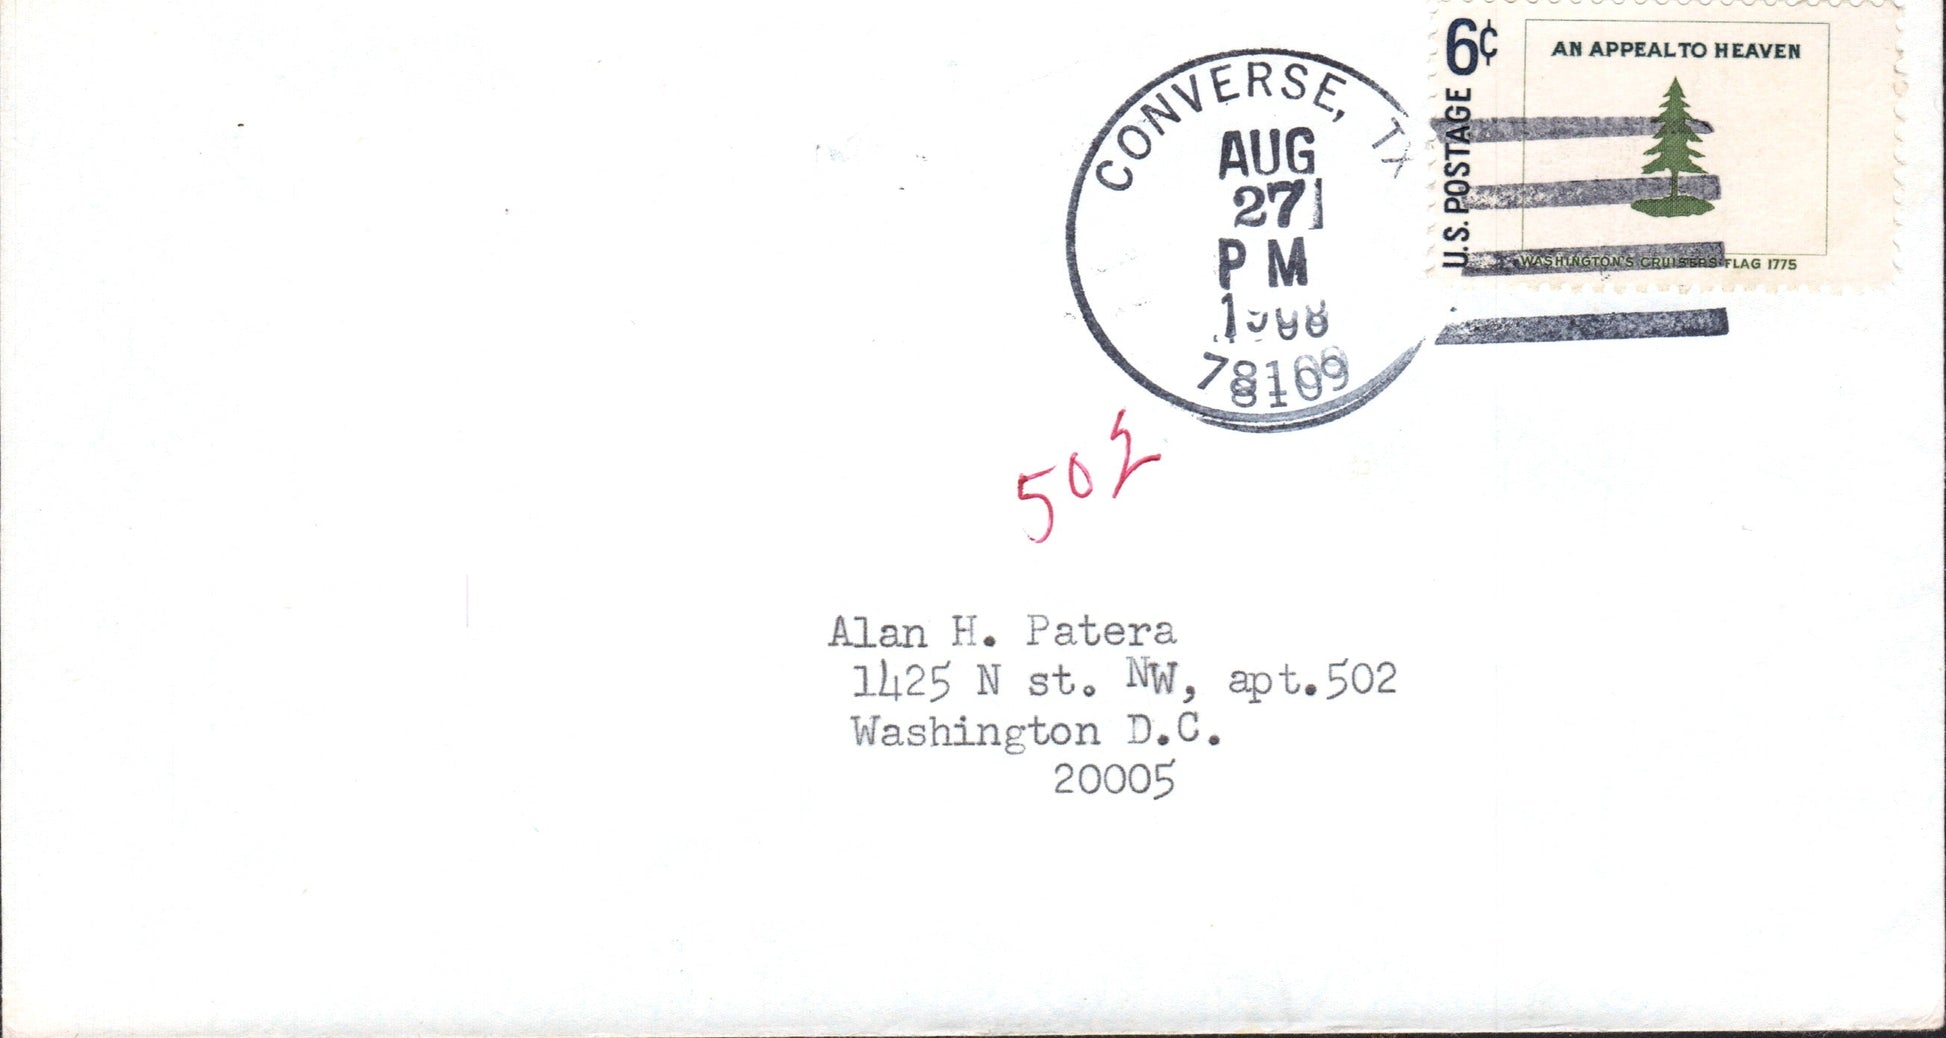 CONVERSE, TX
AUG
27
PM
78109
6¢
U.S. POSTAGE
AN APPEAL TO HEAVEN
WASHINGTON'S CRUISERS FLAG 1775
502
Alan H. Patera
1425 N st. NW, apt.502
Washington D.C.
20005